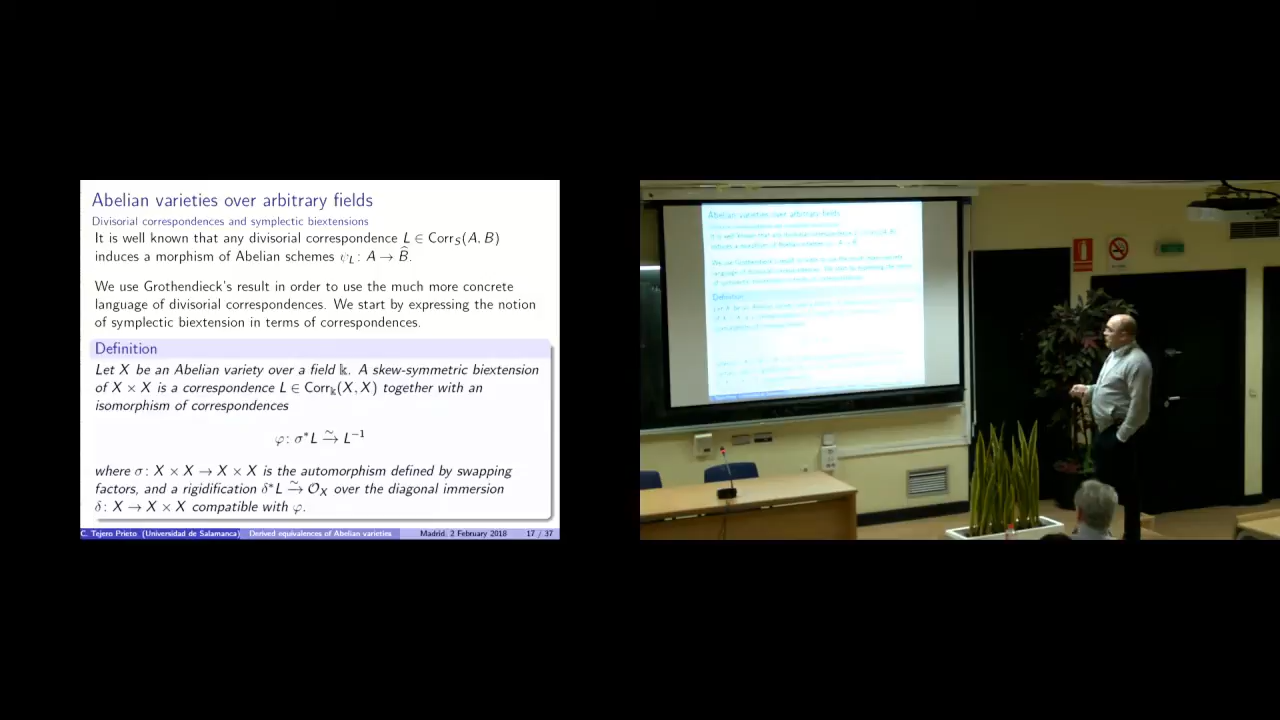 Abelian varieties over arbitrary fields
Divisorial correspondences and symplectic biextensions
It is well known that any divisorial correspondence L ∈ Corr_S(A, B)
induces a morphism of Abelian schemes ψ_L : A → B̂.
We use Grothendieck's result in order to use the much more concrete
language of divisorial correspondences. We start by expressing the notion
of symplectic biextension in terms of correspondences.
Definition
Let X be an Abelian variety over a field 𝕜. A skew-symmetric biextension
of X × X is a correspondence L ∈ Corr_𝕜(X, X) together with an
isomorphism of correspondences
φ: σ*L ⥲ L⁻¹
where σ: X × X → X × X is the automorphism defined by swapping
factors, and a rigidification δ*L ⥲ O_X over the diagonal immersion
δ: X → X × X compatible with φ.
C. Tejero Prieto (Universidad de Salamanca) Derived equivalences of Abelian varieties Madrid, 2 February 2018 17 / 37
Abelian varieties over arbitrary fields